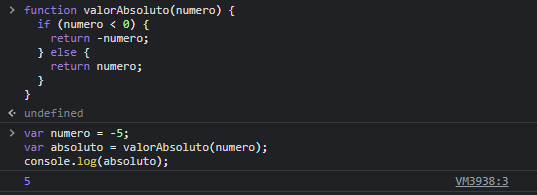 function valorAbsoluto(numero) {
  if (numero < 0) {
    return -numero;
  } else {
    return numero;
  }
}
undefined
var numero = -5;
var absoluto = valorAbsoluto(numero);
console.log(absoluto);
5 VM3938:3